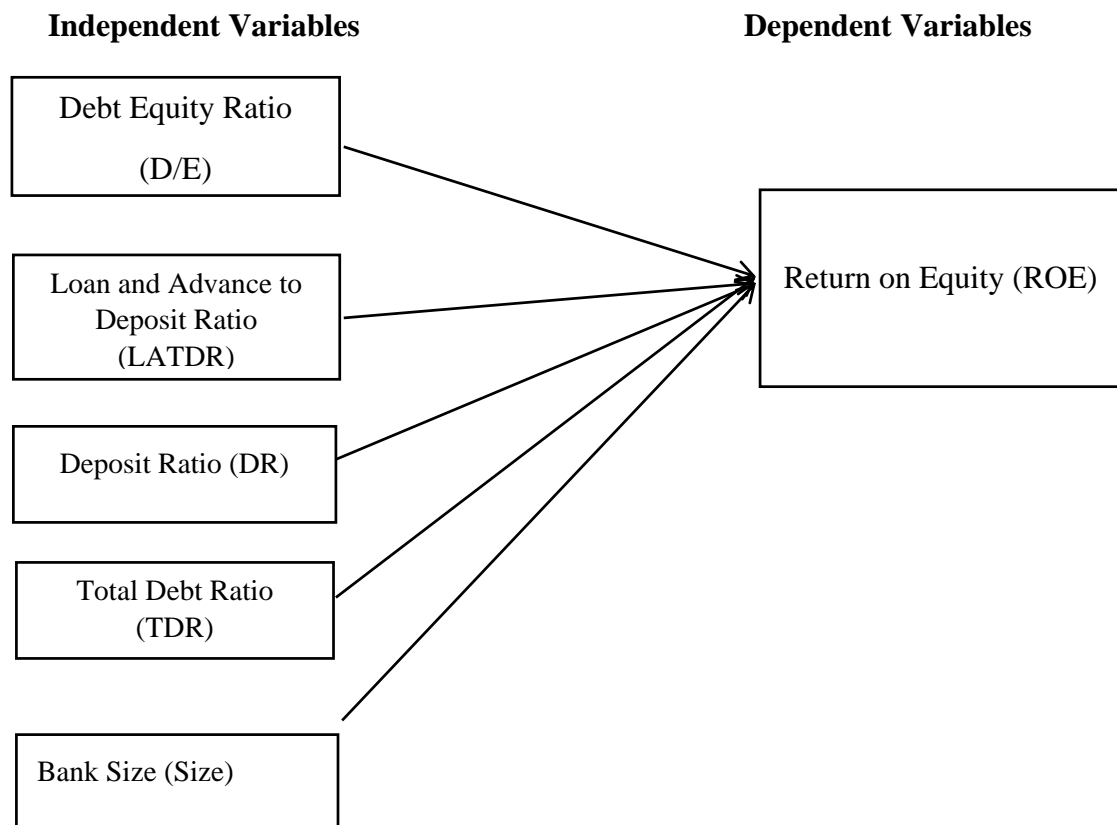 Independent Variables
Dependent Variables
Debt Equity Ratio
(D/E)
Loan and Advance to
Deposit Ratio
(LATDR)
Deposit Ratio (DR)
Total Debt Ratio
(TDR)
Bank Size (Size)
Return on Equity (ROE)